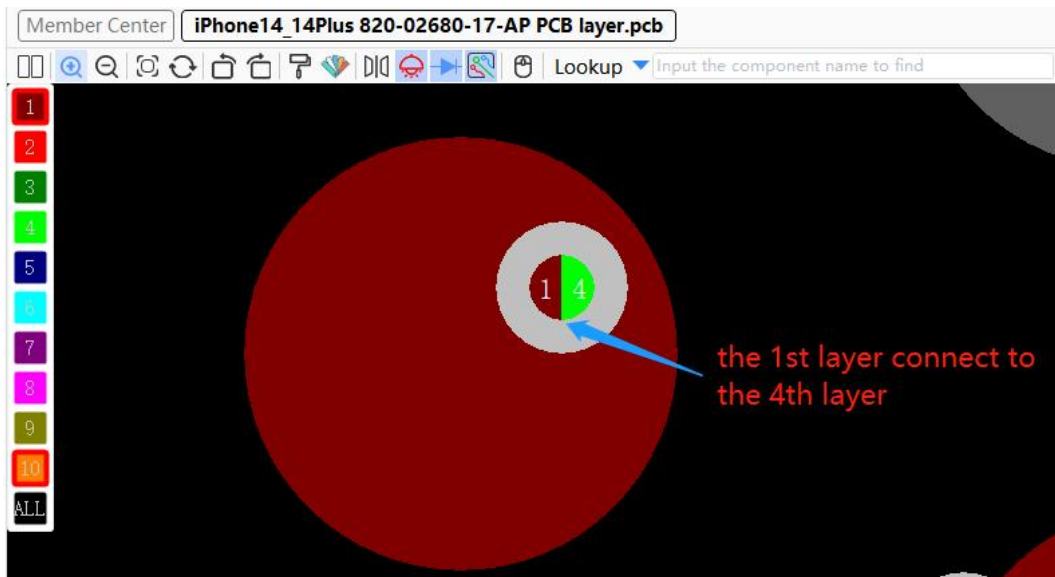 Member Center iPhone14_14Plus 820-02680-17-AP PCB layer.pcb
Lookup Input the component name to find
1
2
3
4
5
6
7
8
9
10
ALL
1 4
the 1st layer connect to
the 4th layer